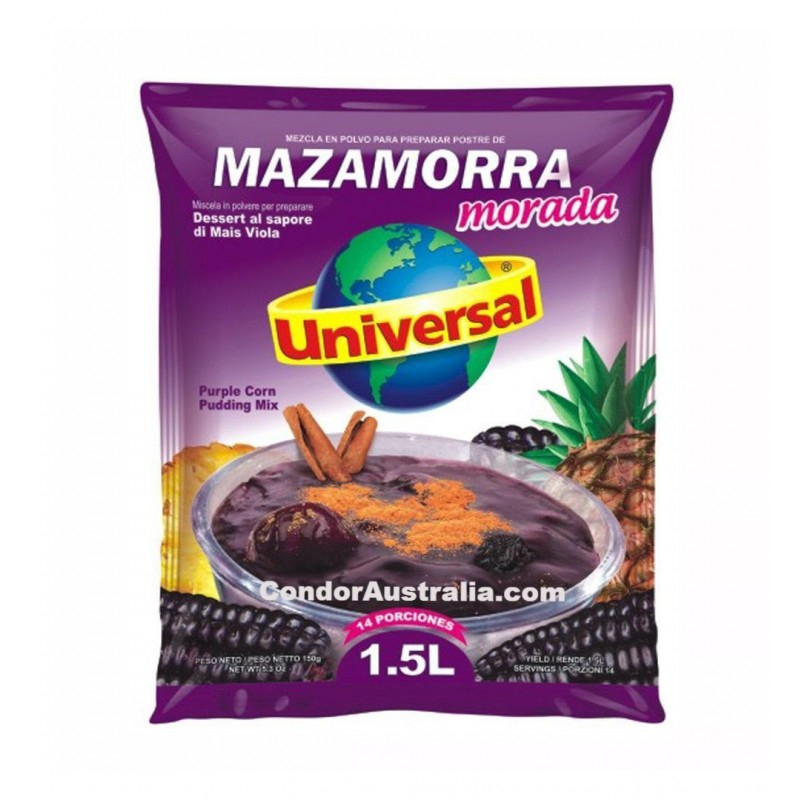 MEZCLA EN POLVO PARA PREPARAR POSTRE DE
MAZAMORRA
morada
Miscela in polvere per preparare
Dessert al sapore
di Mais Viola
Universal®
Purple Corn
Pudding Mix
CondorAustralia.com
14 PORCIONES
1.5L
PESO NETO / PESO NETTO 150g
NET WT 5.3 Oz
YIELD / RENDE 1.5L
SERVINGS / PORZIONI 14